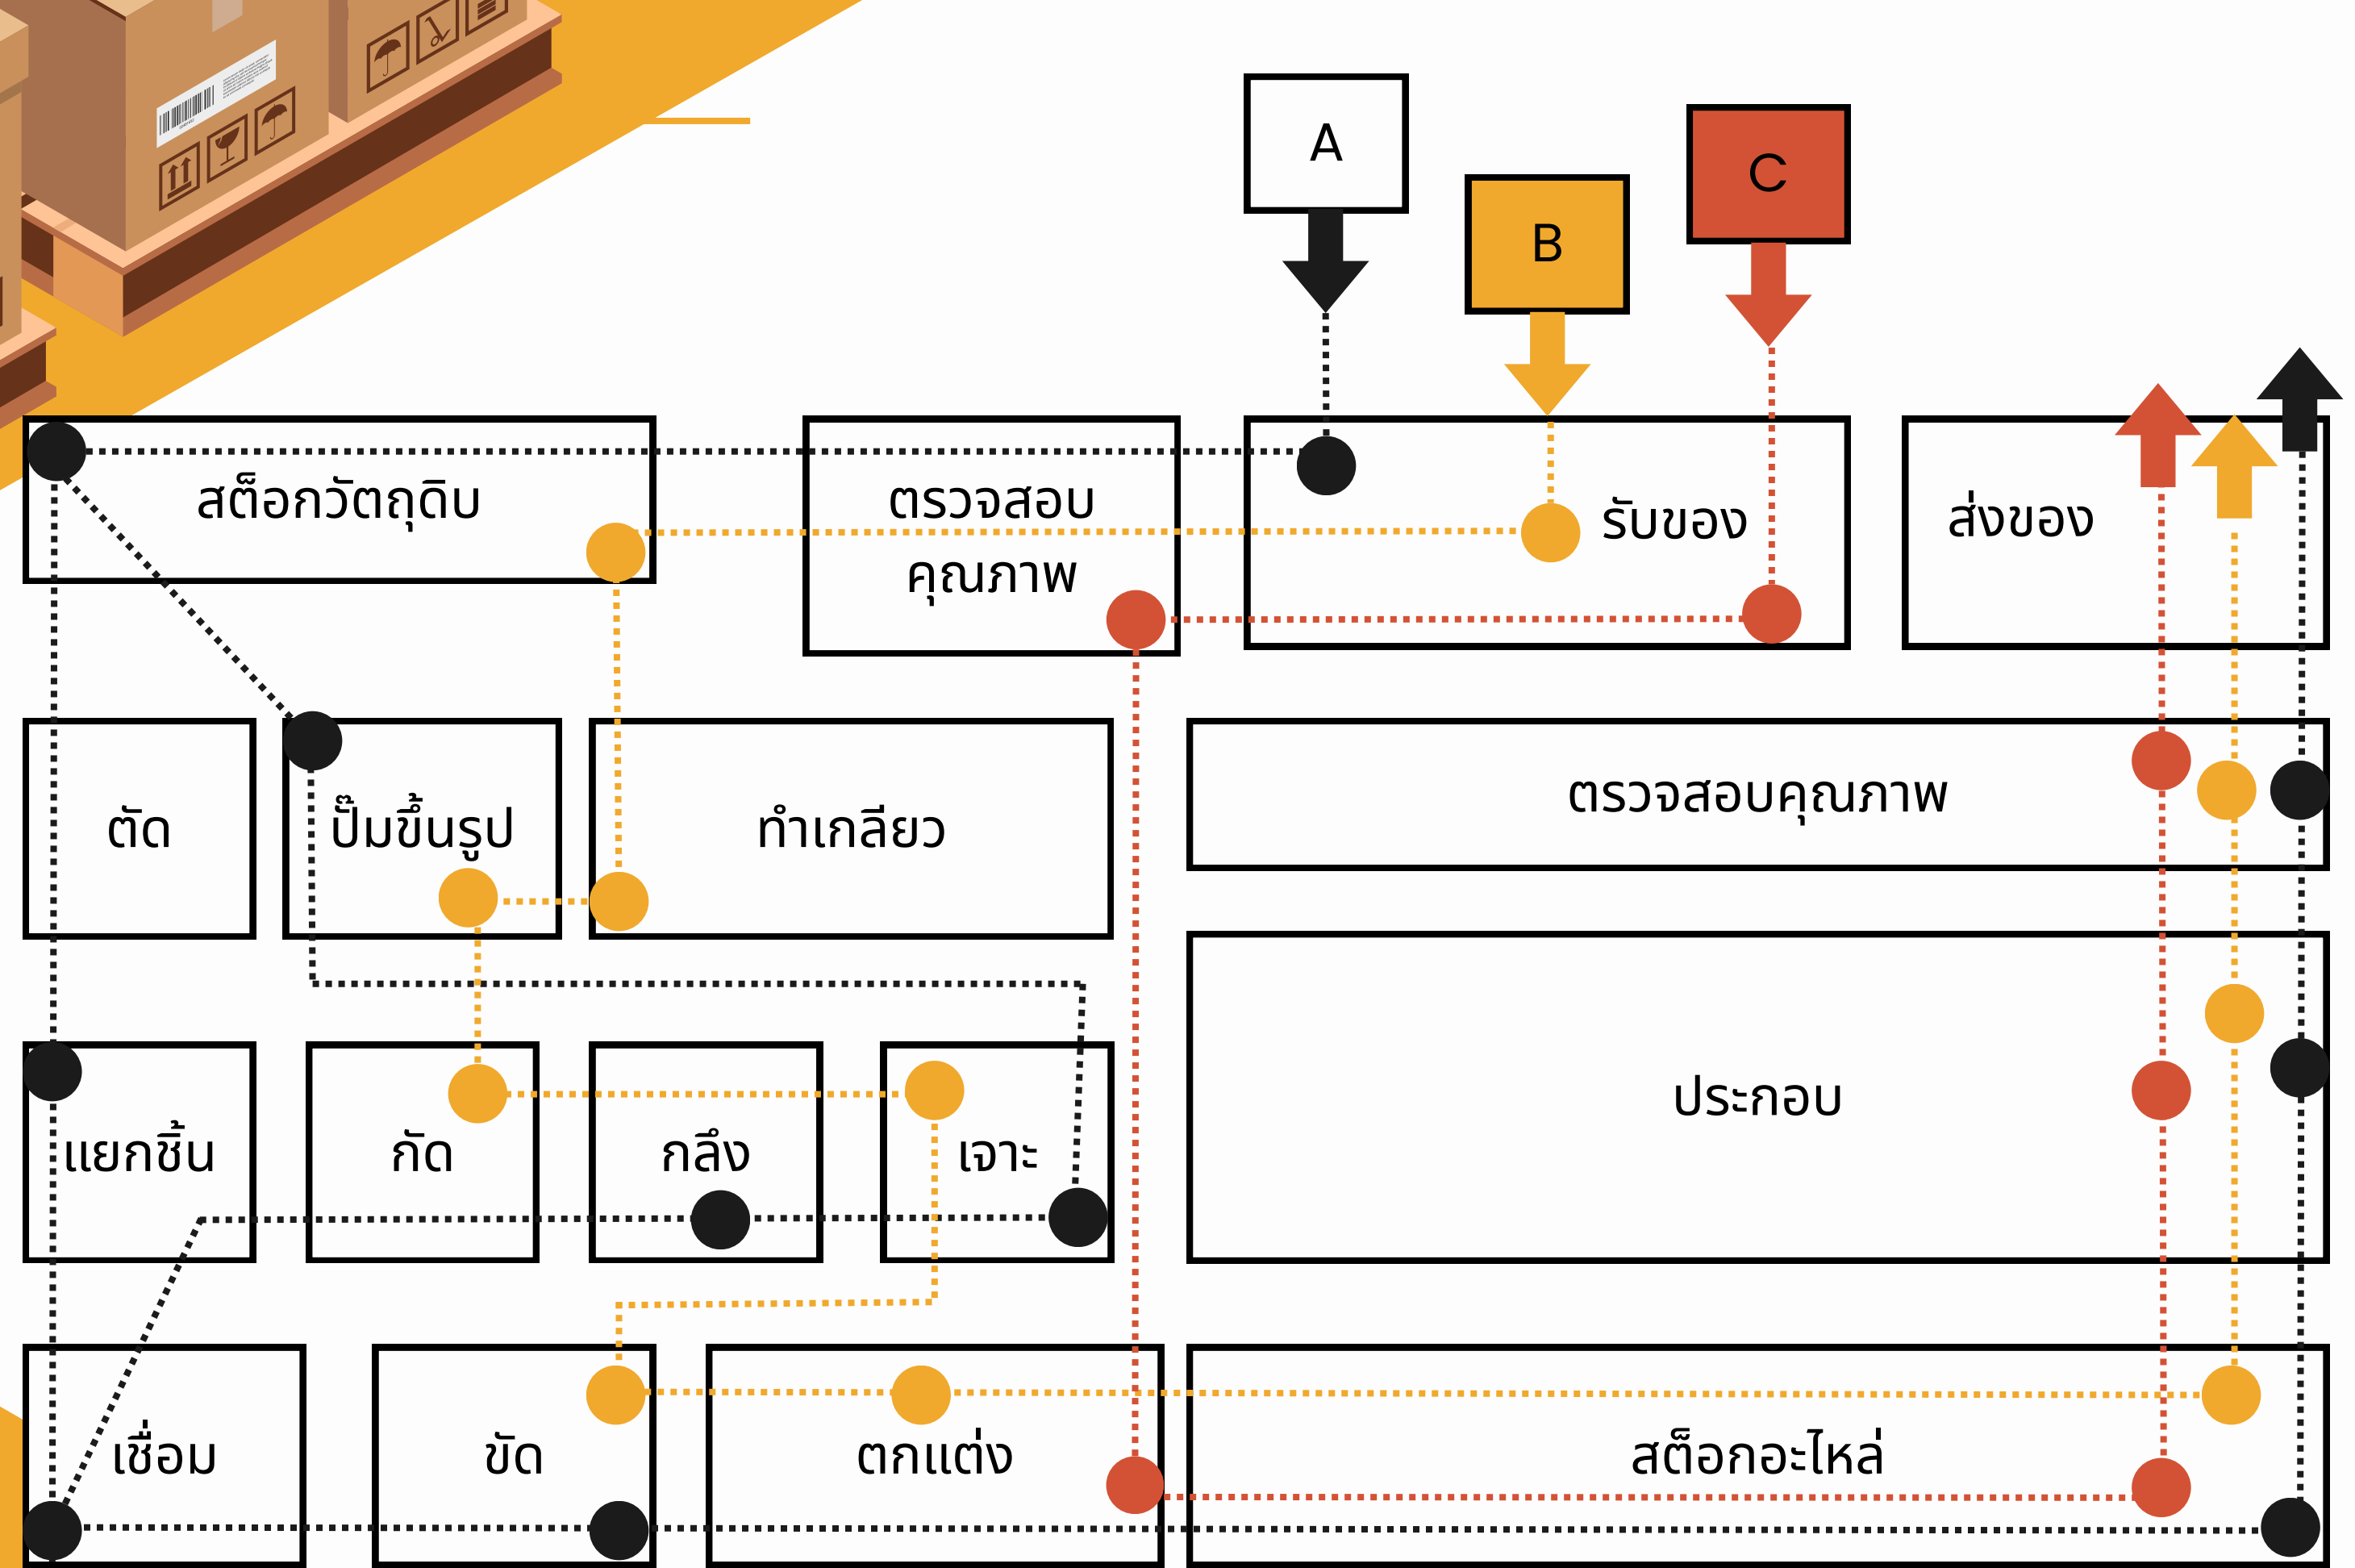 A
B
C
สต็อกวัตถุดิบ
ตรวจสอบ
คุณภาพ
รับของ
ส่งของ
ตัด
ปั๊มขึ้นรูป
ทำเกลียว
ตรวจสอบคุณภาพ
แยกชิ้น
กัด
กลึง
เจาะ
ประกอบ
เชื่อม
ขัด
ตกแต่ง
สต็อกอะไหล่